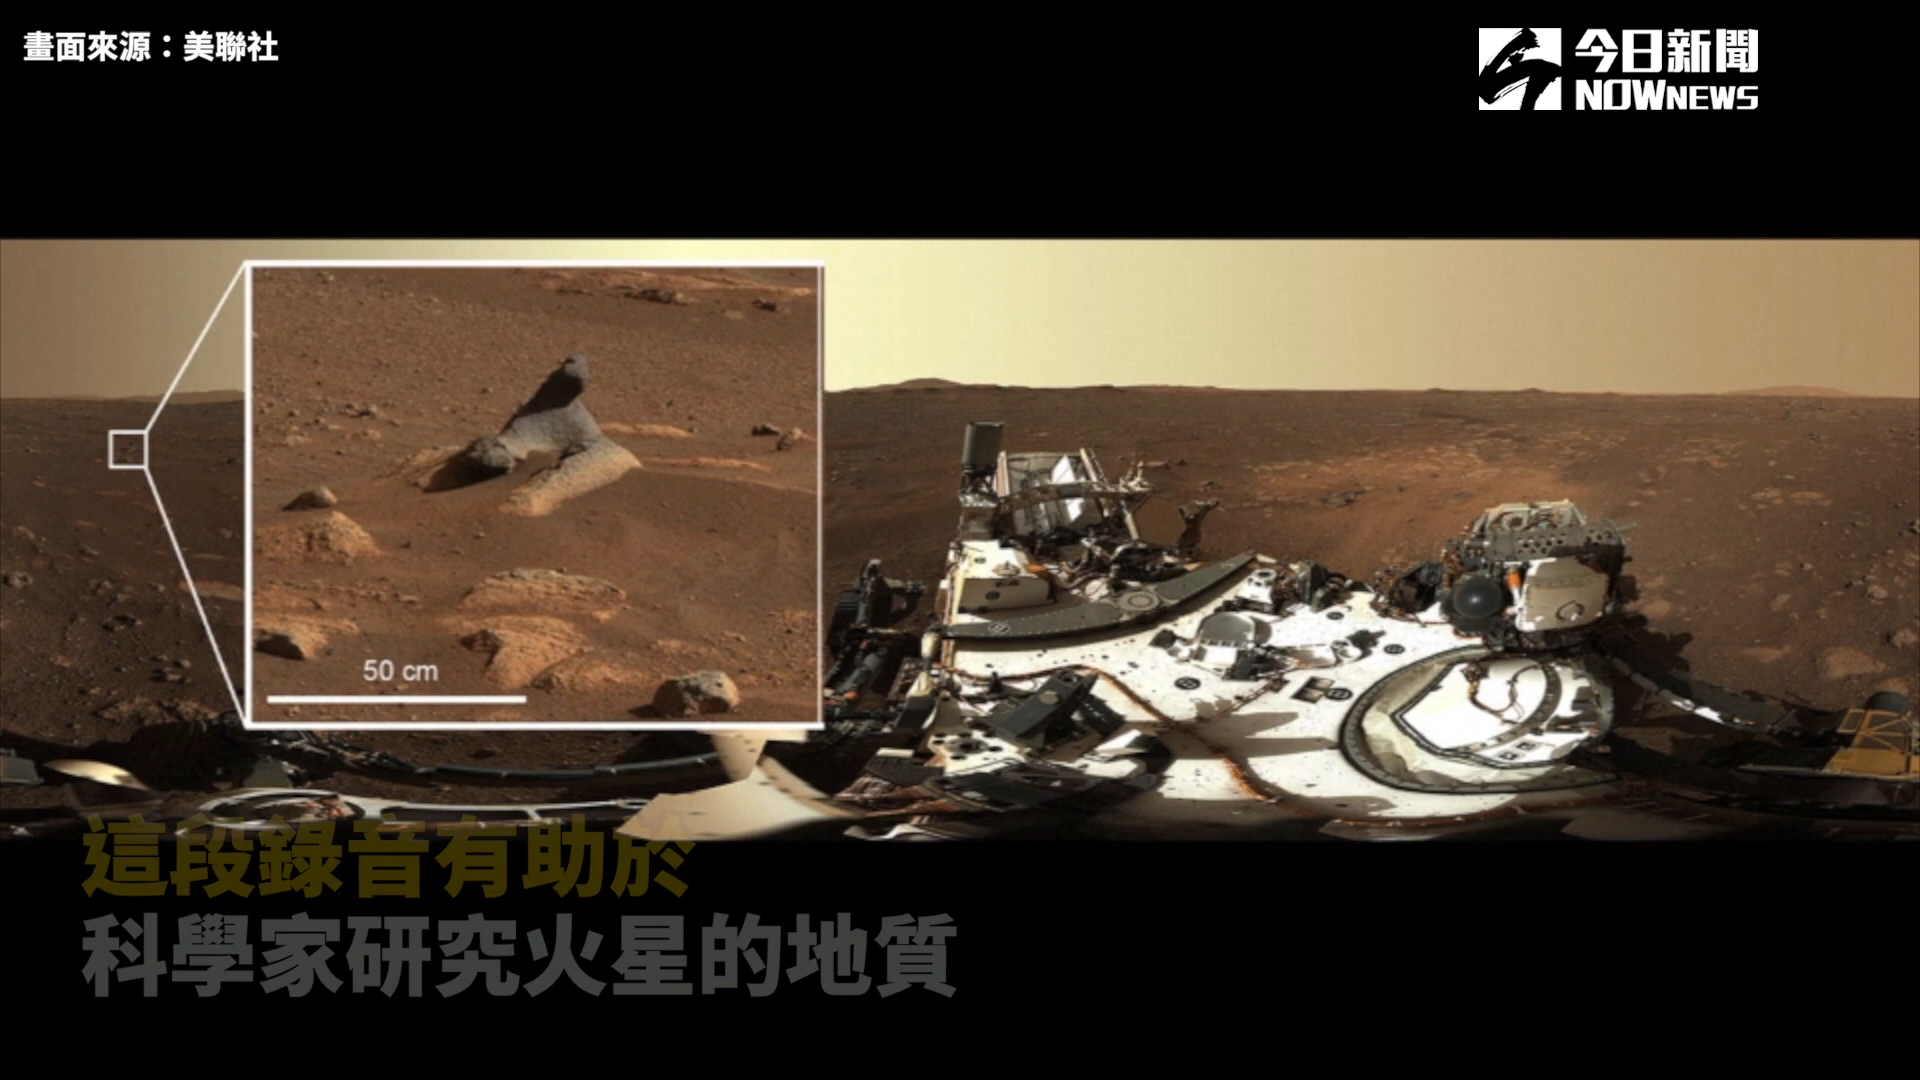 畫面來源：美聯社
今日新聞
NOWnews
50 cm
這段錄音有助於
科學家研究火星的地質